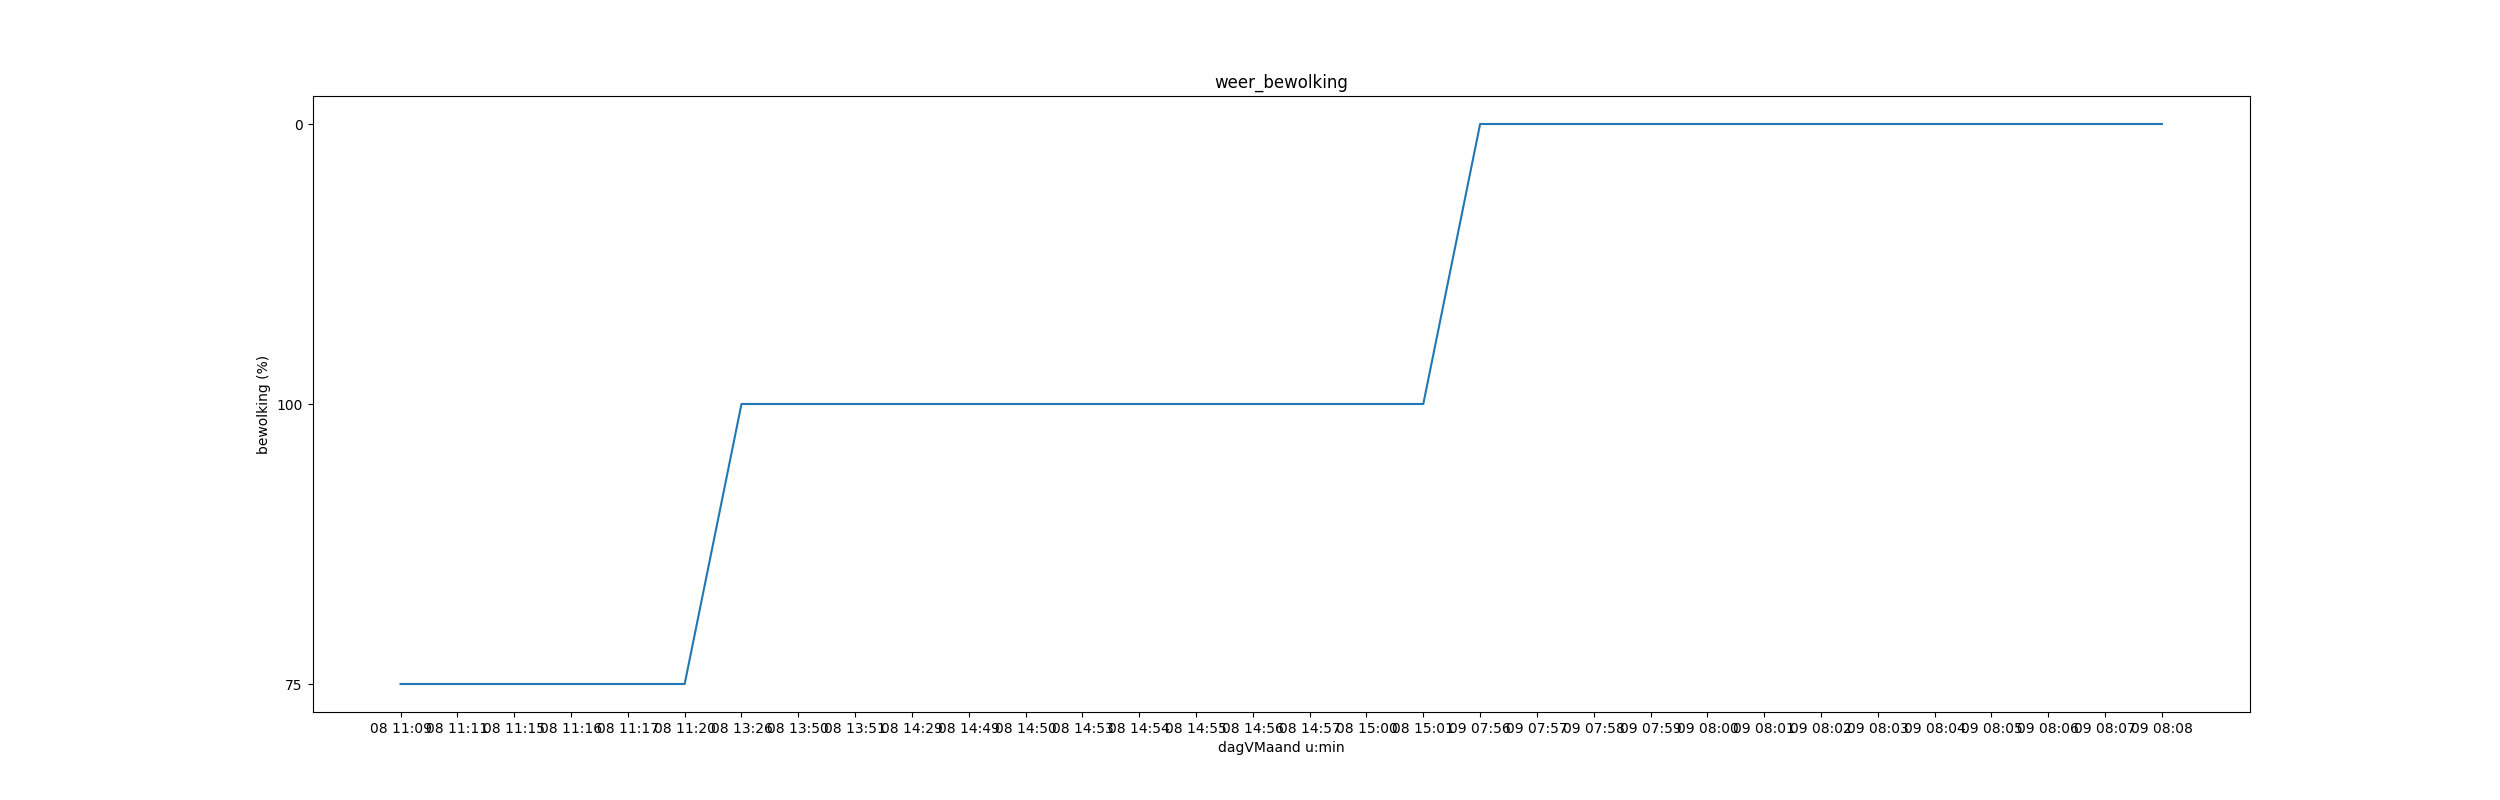 weer_bewolking
0
100
75
bewolking (%)
08 11:09 08 11:11 08 11:15 08 11:16 08 11:17 08 11:20 08 13:26 08 13:50 08 13:51 08 14:29 08 14:49 08 14:50 08 14:53 08 14:54 08 14:55 08 14:56 08 14:57 08 15:00 08 15:01 09 07:56 09 07:57 09 07:58 09 07:59 09 08:00 09 08:01 09 08:02 09 08:03 09 08:04 09 08:05 09 08:06 09 08:07 09 08:08
dagVMaand u:min